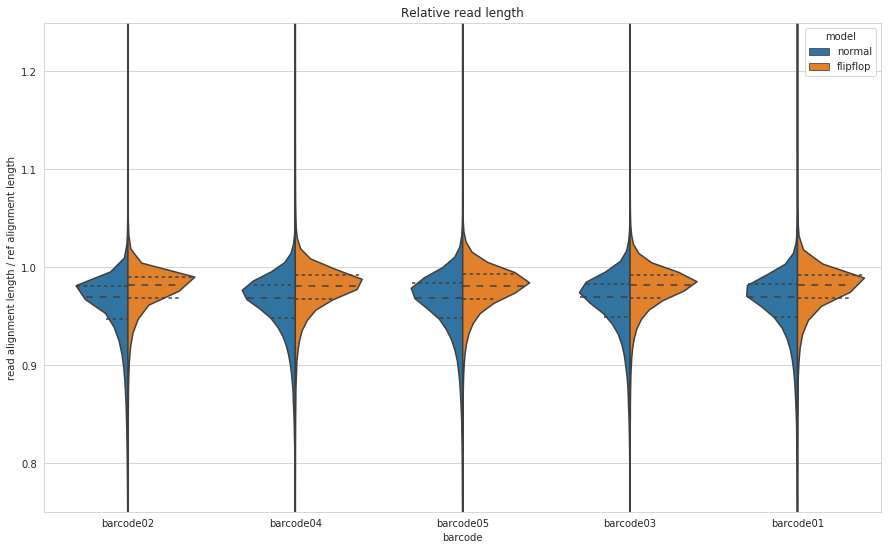 Relative read length
model
normal
flipflop
read alignment length / ref alignment length
1.2
1.1
1.0
0.9
0.8
barcode02 barcode04 barcode05 barcode03 barcode01
barcode